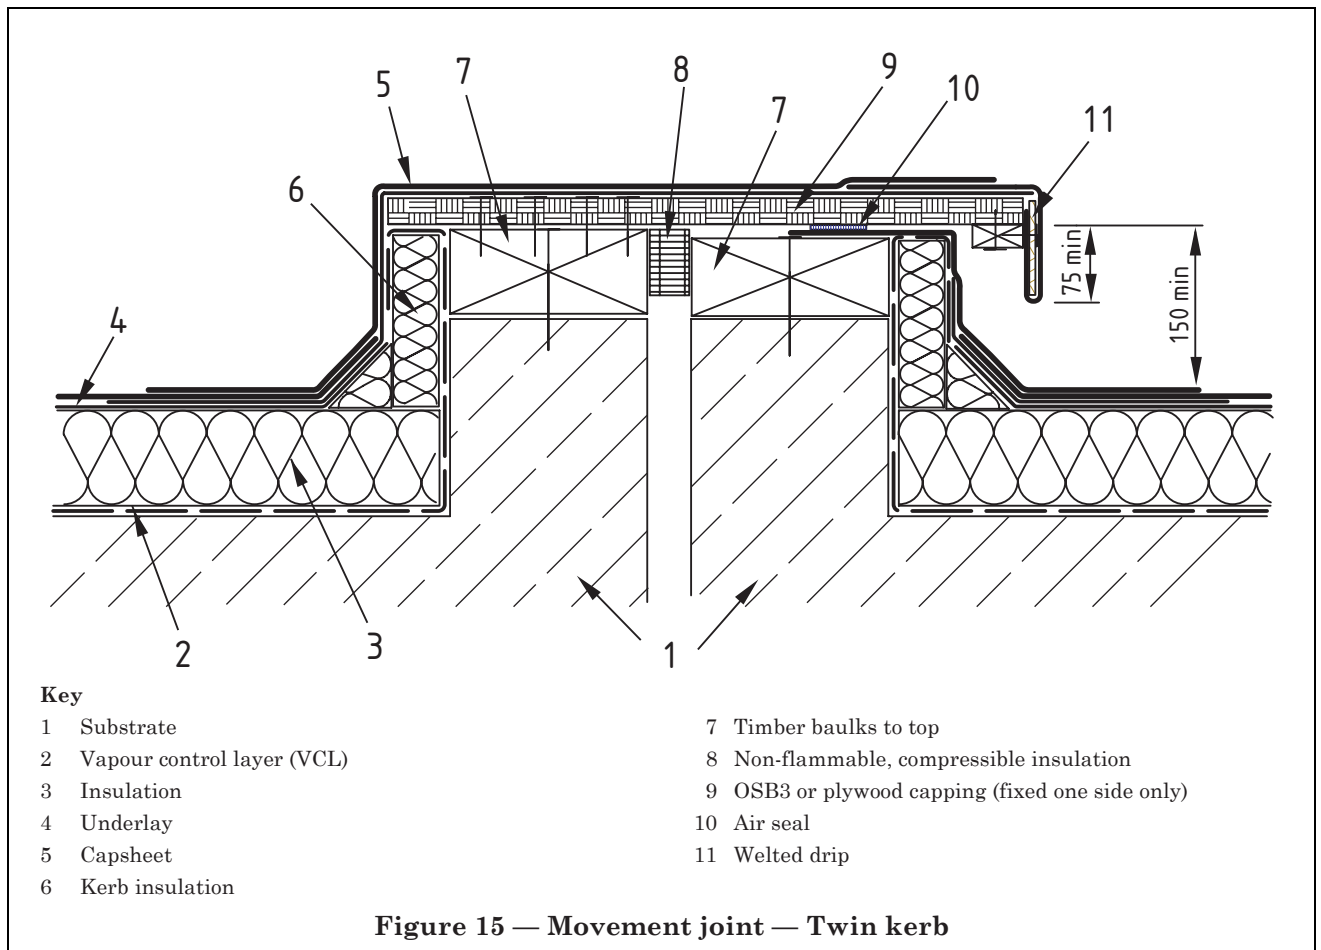 7
8
9
5
7
10
11
6
75 min
150 min
4
2
3
1
Key
1 Substrate
2 Vapour control layer (VCL)
3 Insulation
4 Underlay
5 Capsheet
6 Kerb insulation
7 Timber baulks to top
8 Non-flammable, compressible insulation
9 OSB3 or plywood capping (fixed one side only)
10 Air seal
11 Welted drip
Figure 15 — Movement joint — Twin kerb